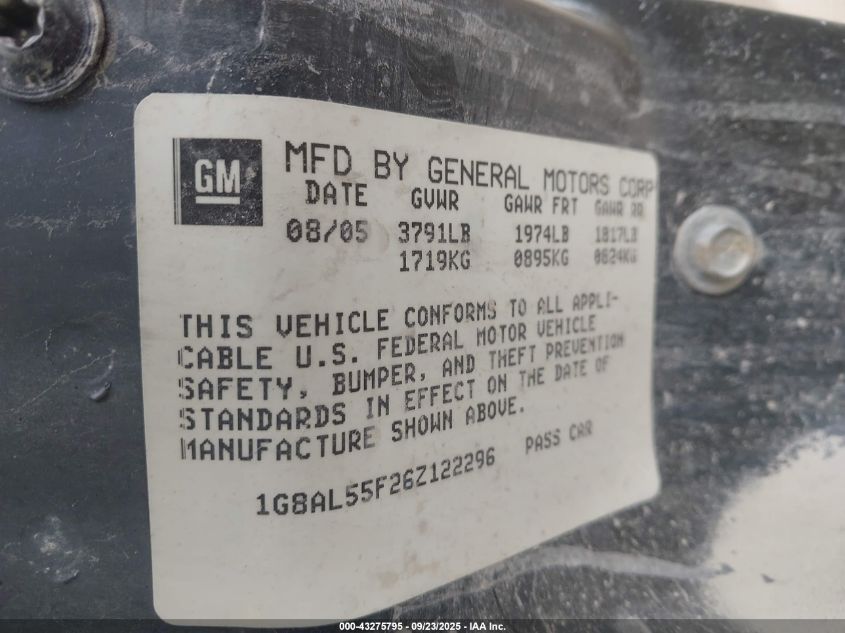 GM
MFD BY GENERAL MOTORS CORP
DATE GVWR GAWR FRT GAWR RR
08/05 3791LB 1974LB 1817LB
1719KG 0895KG 0824KG
THIS VEHICLE CONFORMS TO ALL APPLI-
CABLE U.S. FEDERAL MOTOR VEHICLE
SAFETY, BUMPER, AND THEFT PREVENTION
STANDARDS IN EFFECT ON THE DATE OF
MANUFACTURE SHOWN ABOVE.
1G8AL55F26Z122296 PASS CAR
000-43275795 - 09/23/2025 - IAA Inc.